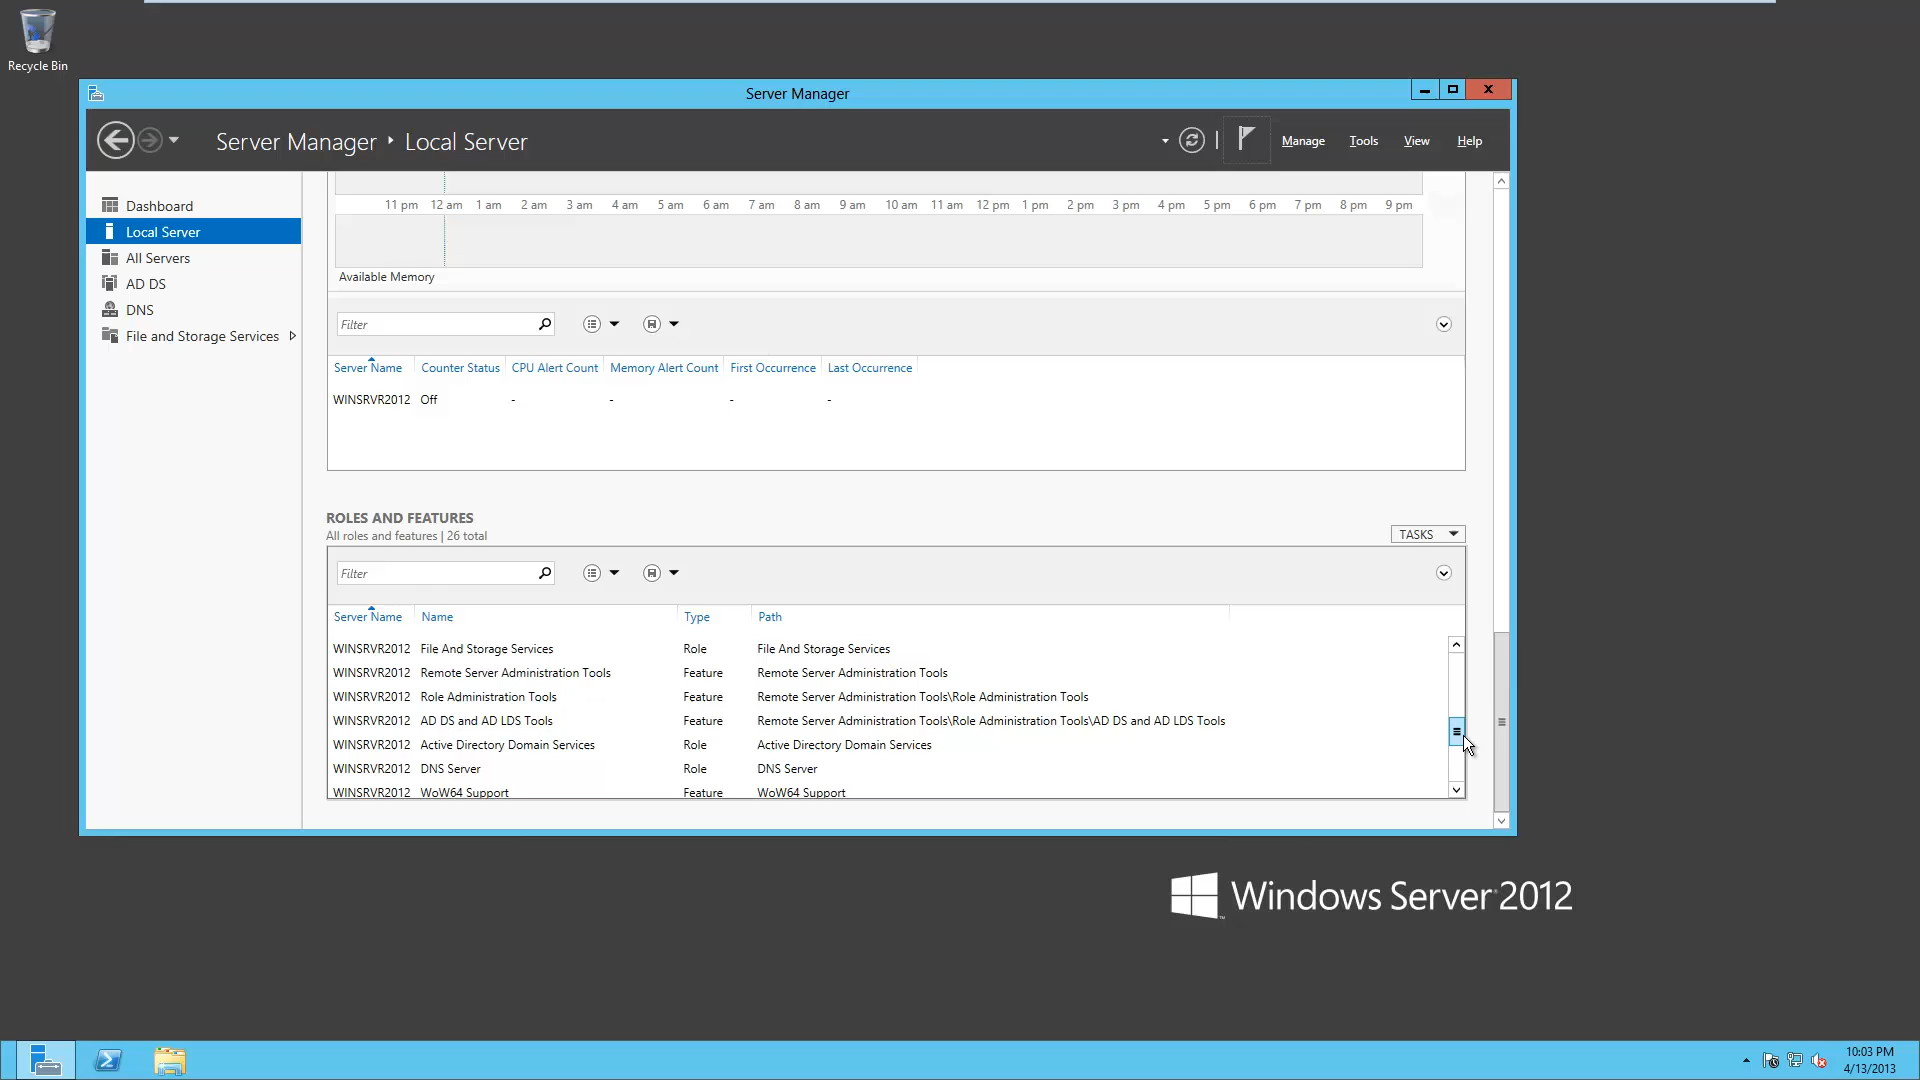 Recycle Bin
Server Manager
Server Manager Local Server
Manage Tools View Help
Dashboard
Local Server
All Servers
AD DS
DNS
File and Storage Services
11 pm 12 am 1 am 2 am 3 am 4 am 5 am 6 am 7 am 8 am 9 am 10 am 11 am 12 pm 1 pm 2 pm 3 pm 4 pm 5 pm 6 pm 7 pm 8 pm 9 pm
Available Memory
Filter
Server Name Counter Status CPU Alert Count Memory Alert Count First Occurrence Last Occurrence
WINSRVR2012 Off - - - -
ROLES AND FEATURES
All roles and features | 26 total
TASKS
Filter
Server Name Name Type Path
WINSRVR2012 File And Storage Services Role File And Storage Services
WINSRVR2012 Remote Server Administration Tools Feature Remote Server Administration Tools
WINSRVR2012 Role Administration Tools Feature Remote Server Administration Tools\Role Administration Tools
WINSRVR2012 AD DS and AD LDS Tools Feature Remote Server Administration Tools\Role Administration Tools\AD DS and AD LDS Tools
WINSRVR2012 Active Directory Domain Services Role Active Directory Domain Services
WINSRVR2012 DNS Server Role DNS Server
WINSRVR2012 WoW64 Support Feature WoW64 Support
Windows Server 2012
10:03 PM
4/13/2013